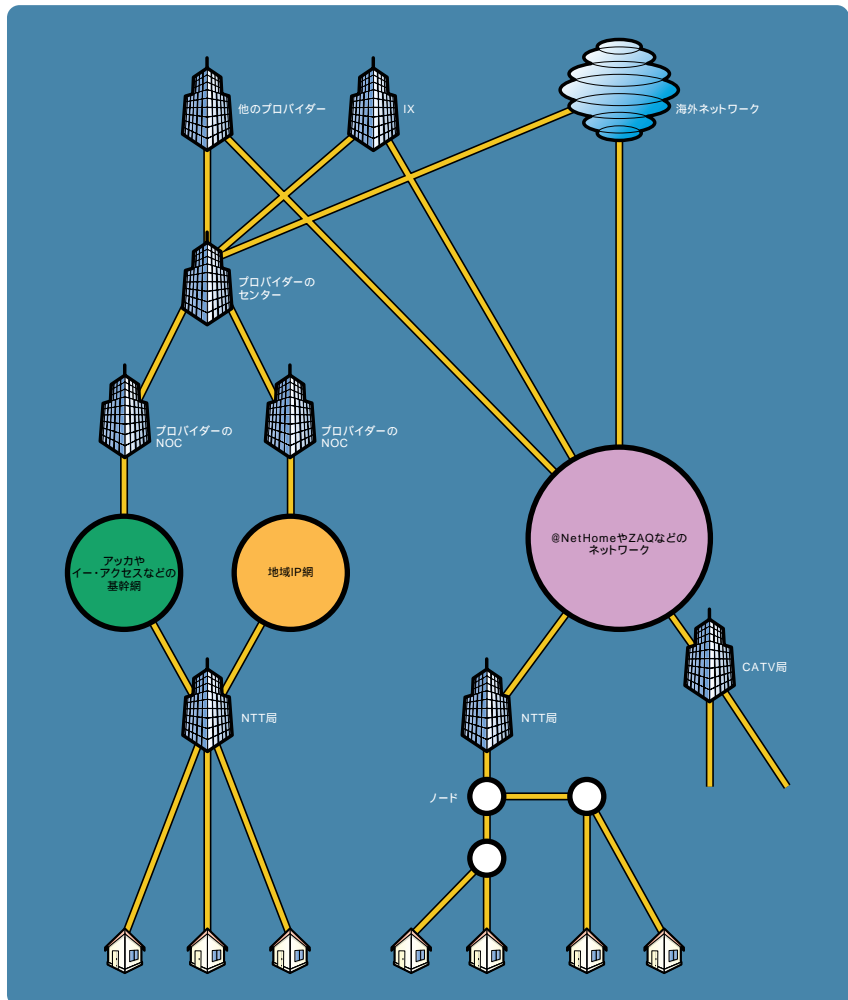 他のプロバイダー
IX
海外ネットワーク
プロバイダーの
センター
プロバイダーの
NOC
プロバイダーの
NOC
@NetHomeやZAQなどの
ネットワーク
アッカや
イー・アクセスなどの
基幹網
地域IP網
CATV局
NTT局
NTT局
ノード